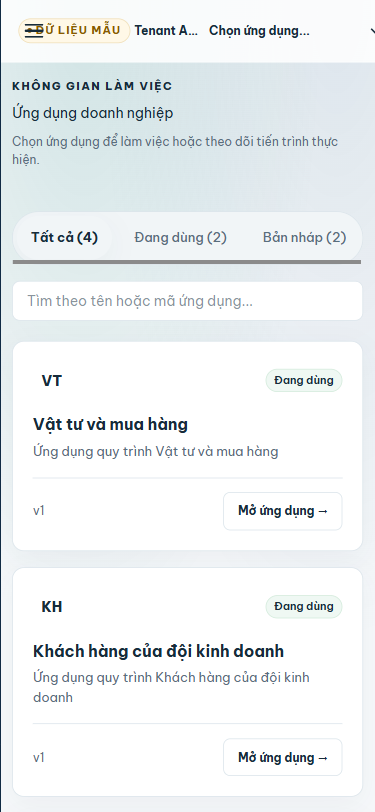 DỮ LIỆU MẪU Tenant A... Chọn ứng dụng...
KHÔNG GIAN LÀM VIỆC
Ứng dụng doanh nghiệp
Chọn ứng dụng để làm việc hoặc theo dõi tiến trình thực
hiện.
Tất cả (4) Đang dùng (2) Bản nháp (2)
Tìm theo tên hoặc mã ứng dụng...
VT Đang dùng
Vật tư và mua hàng
Ứng dụng quy trình Vật tư và mua hàng
v1 Mở ứng dụng →
KH Đang dùng
Khách hàng của đội kinh doanh
Ứng dụng quy trình Khách hàng của đội kinh
doanh
v1 Mở ứng dụng →